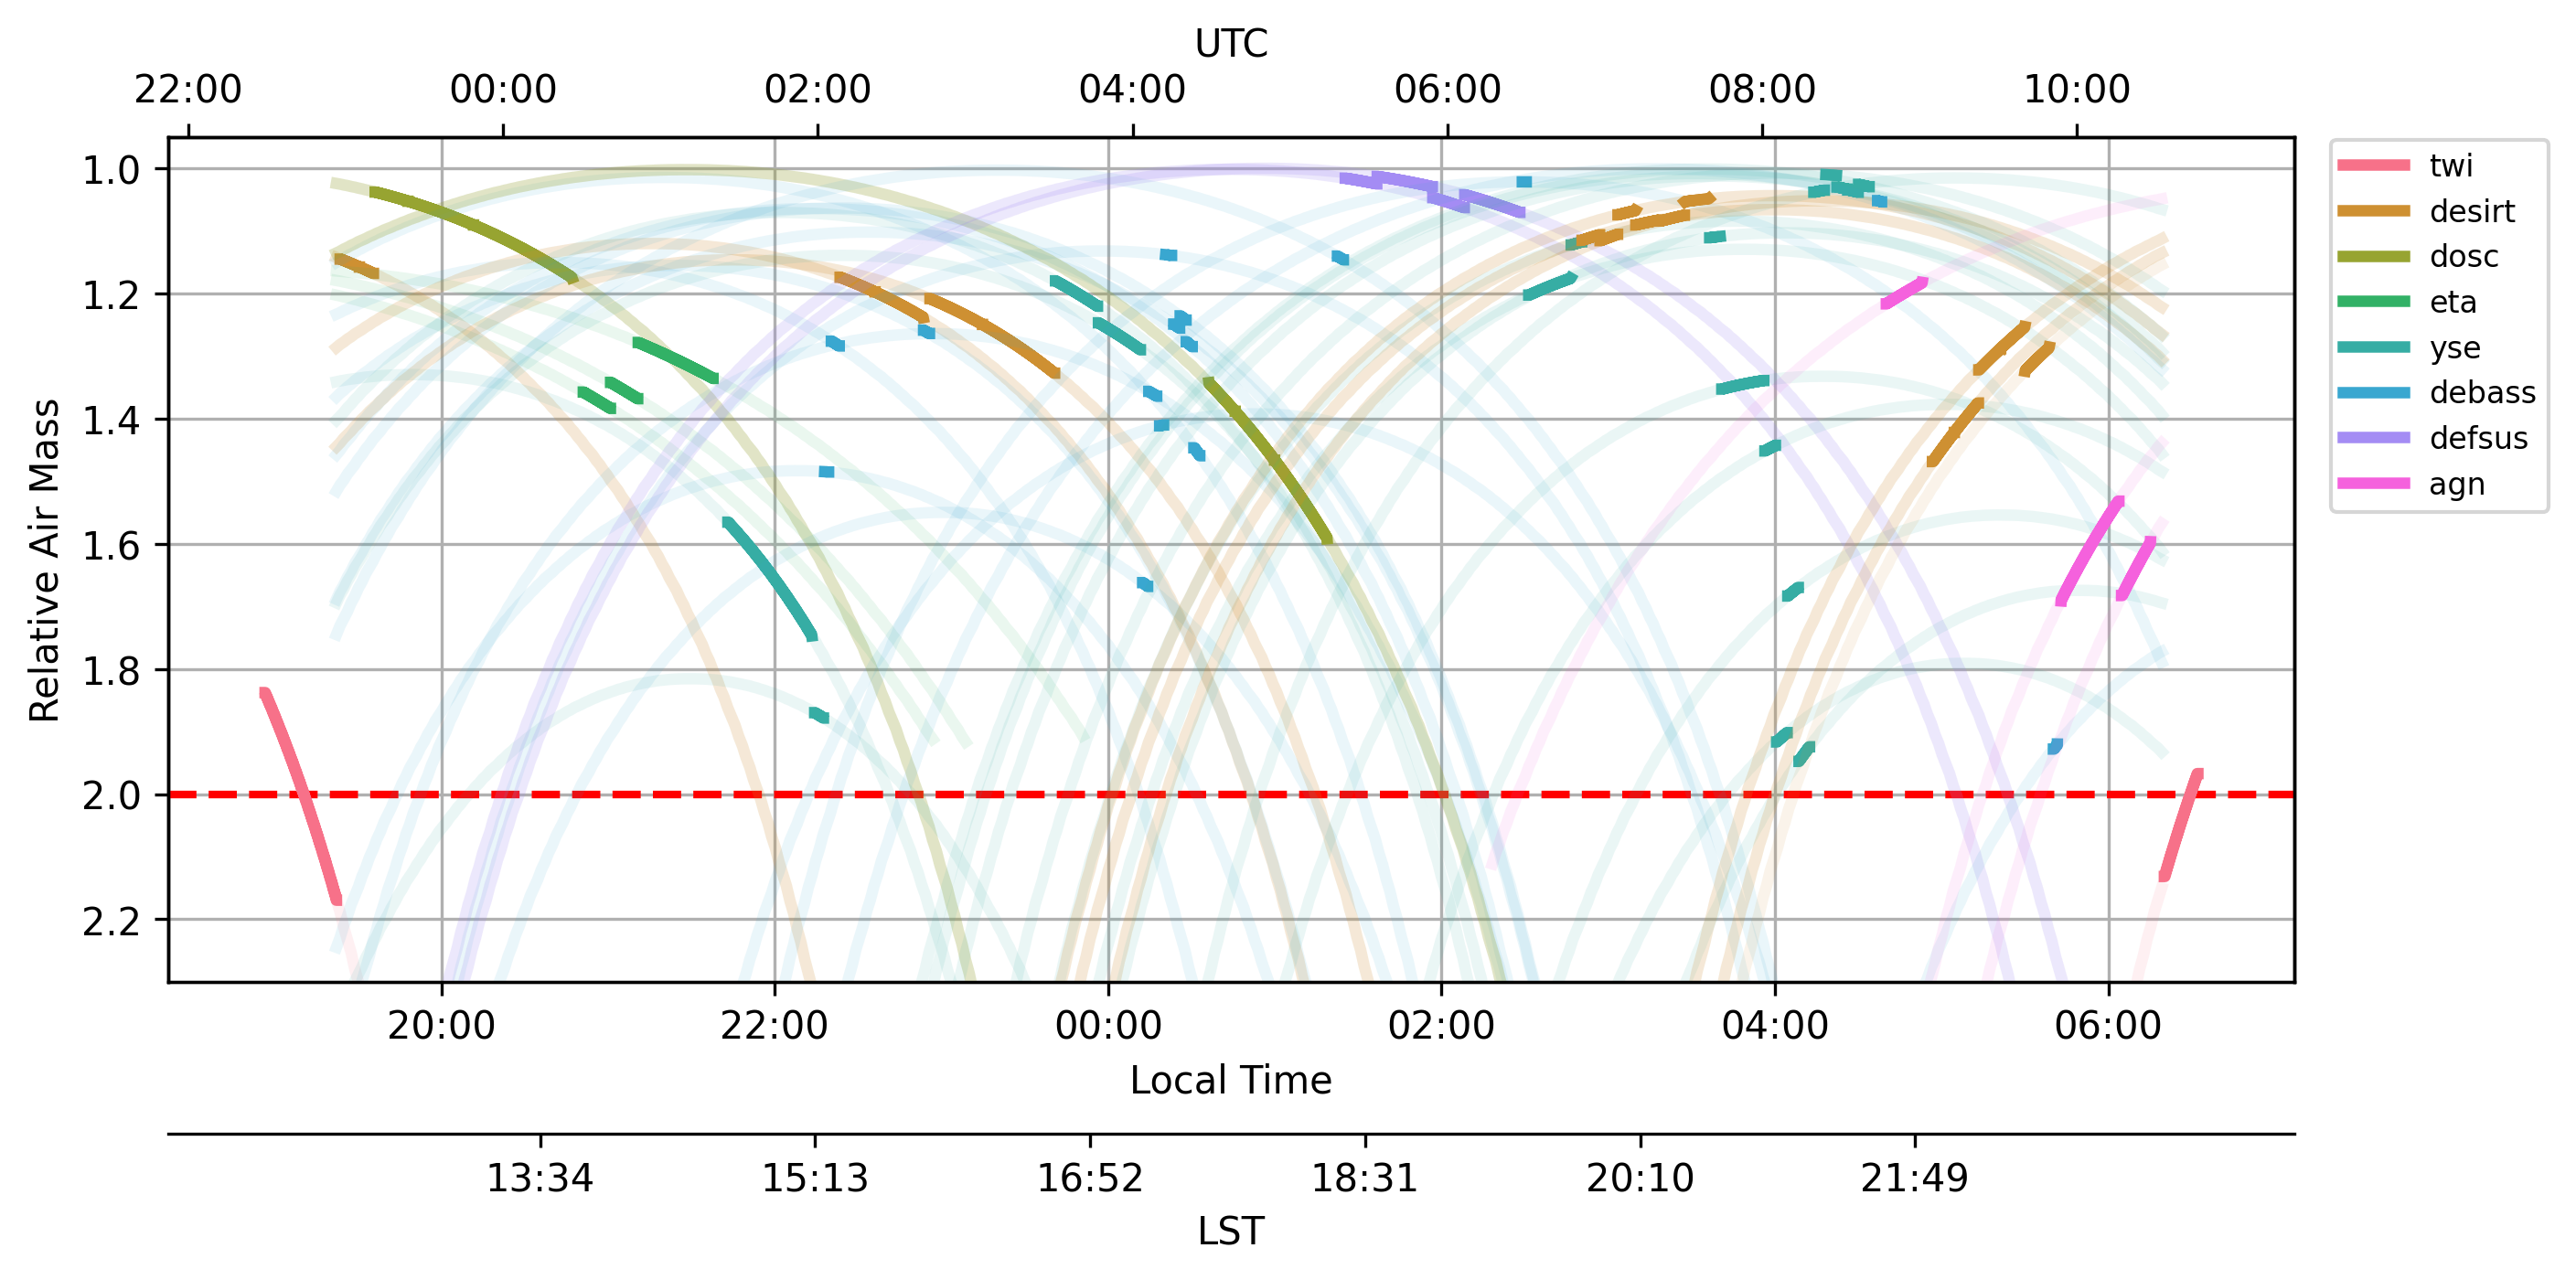 UTC
22:00 00:00 02:00 04:00 06:00 08:00 10:00
1.0
1.2
1.4
1.6
1.8
2.0
2.2
Relative Air Mass
twi
desirt
dosc
eta
yse
debass
defsus
agn
20:00 22:00 00:00 02:00 04:00 06:00
Local Time
13:34 15:13 16:52 18:31 20:10 21:49
LST